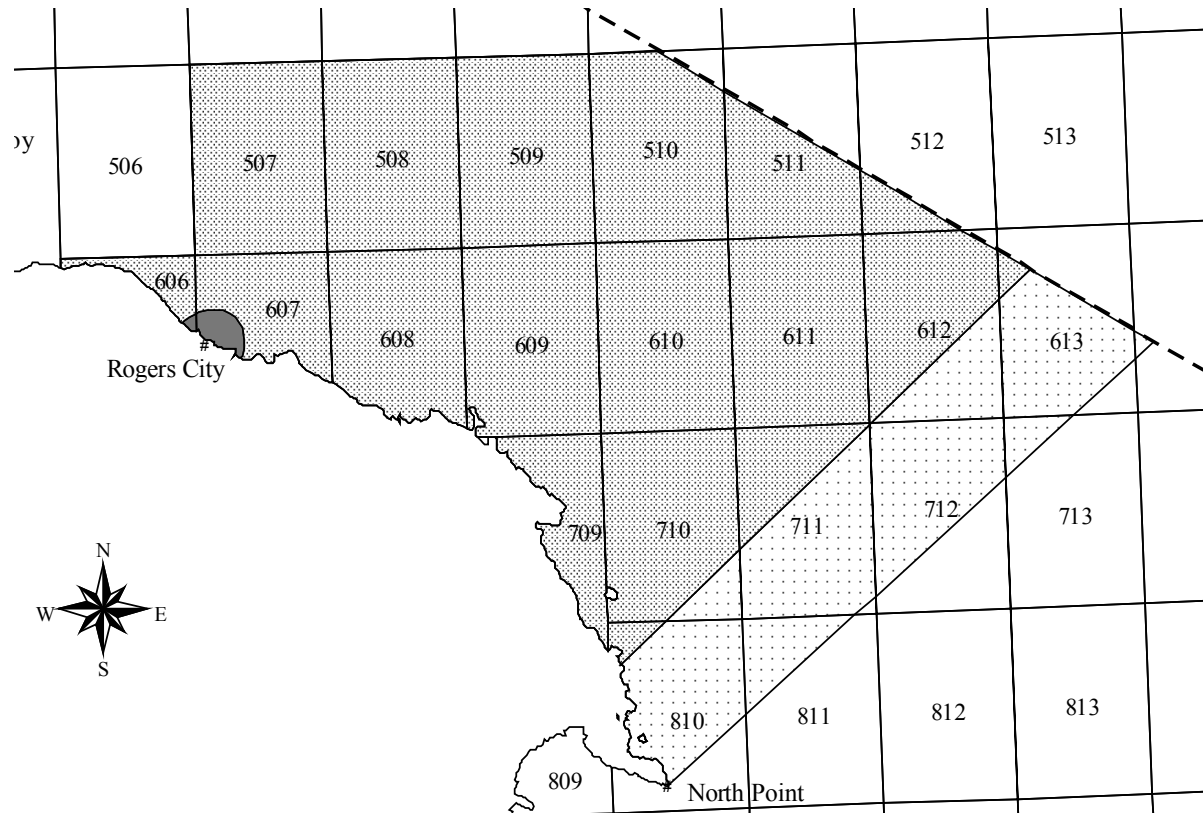 506 507 508 509 510 511 512 513
606 607 608 609 610 611 612 613
Rogers City
709 710 711 712 713
N
W E
S
809 810 811 812 813
North Point